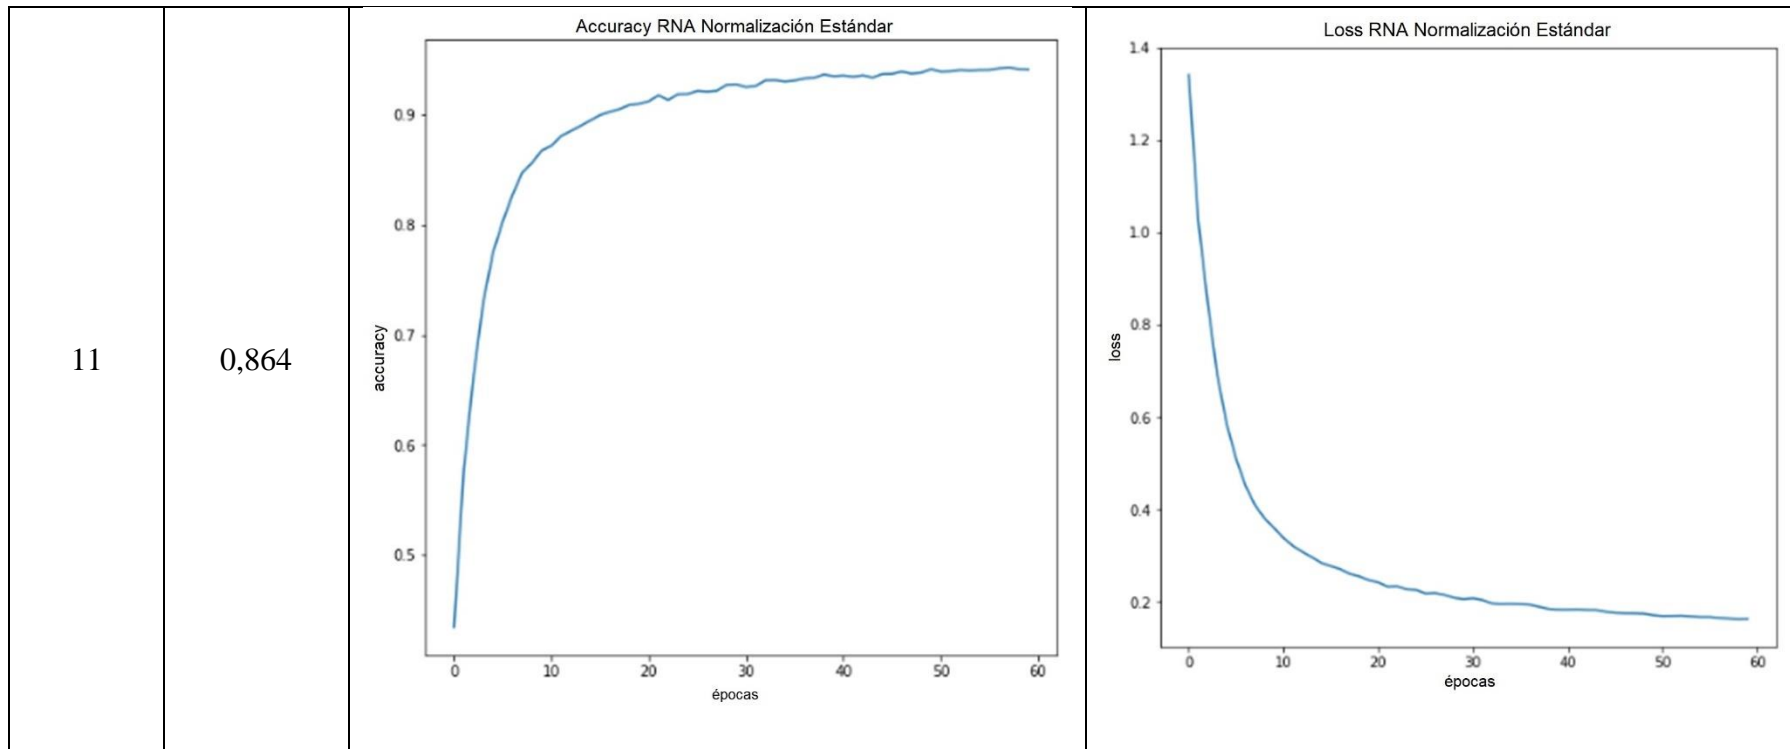 11
0,864
Accuracy RNA Normalización Estándar
accuracy
0.9
0.8
0.7
0.6
0.5
0 10 20 30 40 50 60
épocas
Loss RNA Normalización Estándar
loss
1.4
1.2
1.0
0.8
0.6
0.4
0.2
0 10 20 30 40 50 60
épocas